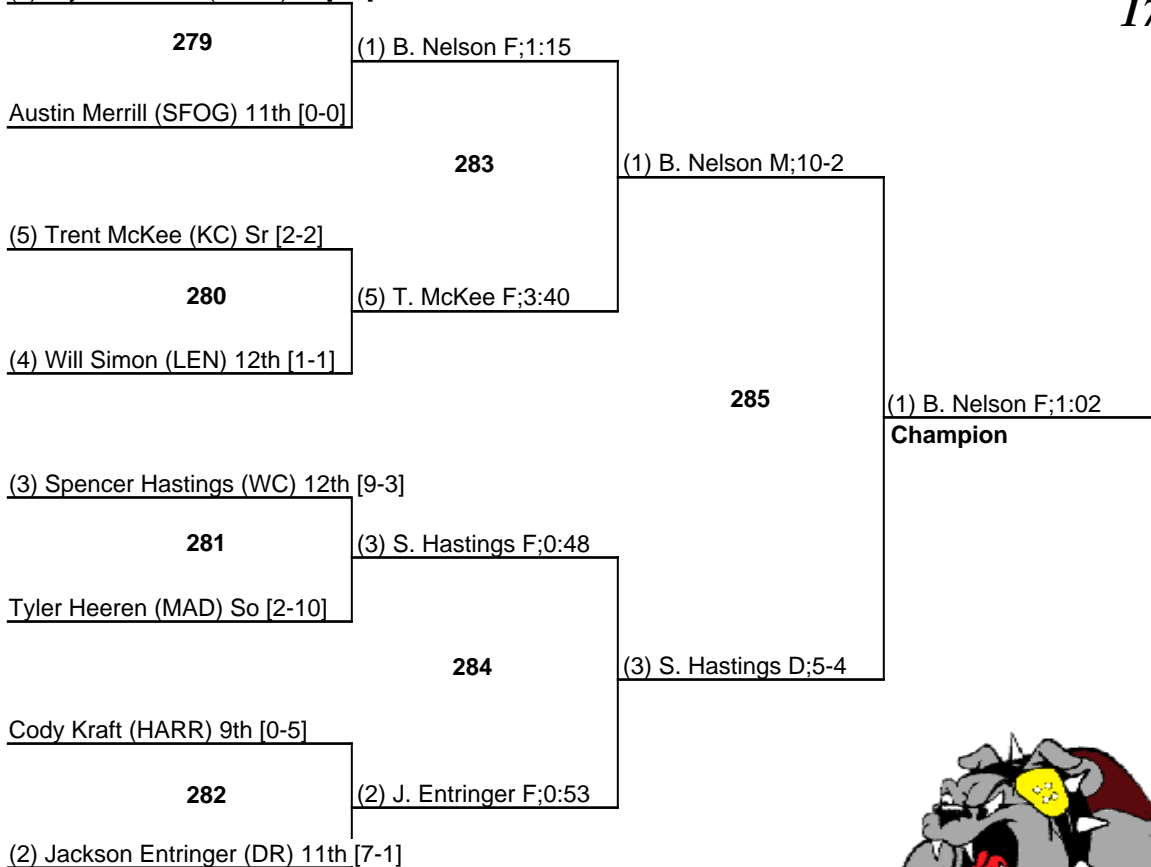 17
279
(1) B. Nelson F;1:15
Austin Merrill (SFOG) 11th [0-0]
283
(1) B. Nelson M;10-2
(5) Trent McKee (KC) Sr [2-2]
280
(5) T. McKee F;3:40
(4) Will Simon (LEN) 12th [1-1]
285
(1) B. Nelson F;1:02
Champion
(3) Spencer Hastings (WC) 12th [9-3]
281
(3) S. Hastings F;0:48
Tyler Heeren (MAD) So [2-10]
284
(3) S. Hastings D;5-4
Cody Kraft (HARR) 9th [0-5]
282
(2) J. Entringer F;0:53
(2) Jackson Entringer (DR) 11th [7-1]